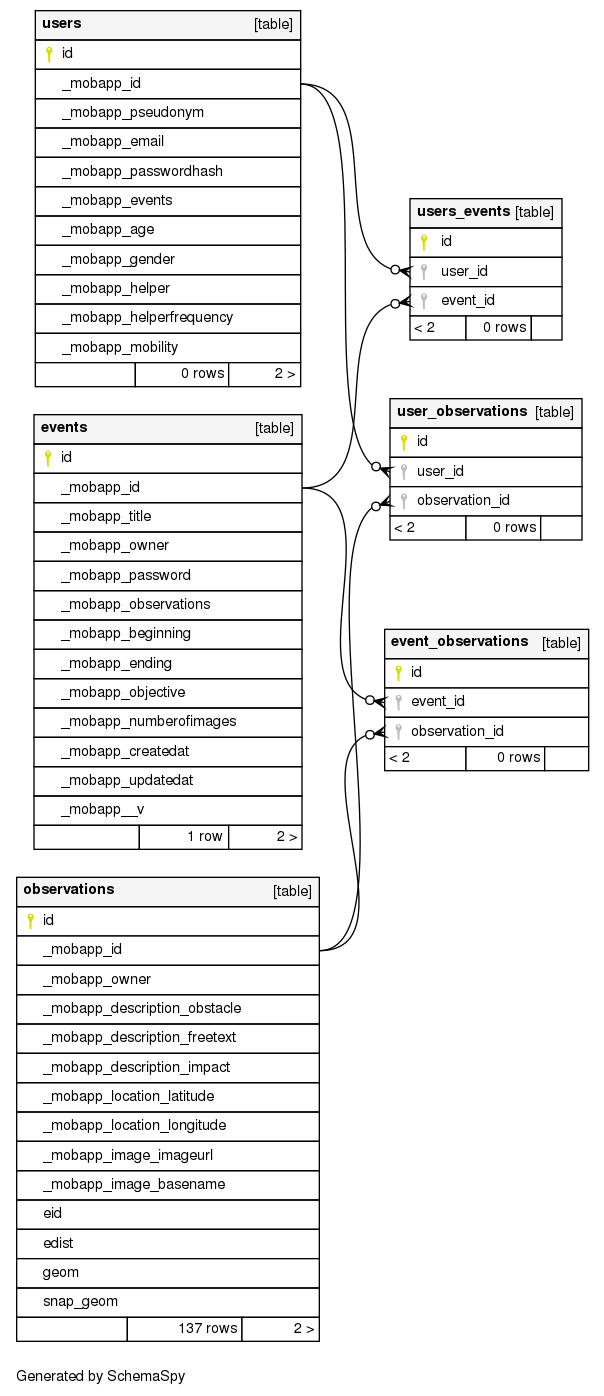 users [table]
id
_mobapp_id
_mobapp_pseudonym
_mobapp_email
_mobapp_passwordhash
_mobapp_events
_mobapp_age
_mobapp_gender
_mobapp_helper
_mobapp_helperfrequency
_mobapp_mobility
0 rows 2 >
users_events [table]
id
user_id
event_id
< 2 0 rows
events [table]
id
_mobapp_id
_mobapp_title
_mobapp_owner
_mobapp_password
_mobapp_observations
_mobapp_beginning
_mobapp_ending
_mobapp_objective
_mobapp_numberofimages
_mobapp_createdat
_mobapp_updatedat
_mobapp__v
1 row 2 >
user_observations [table]
id
user_id
observation_id
< 2 0 rows
event_observations [table]
id
event_id
observation_id
< 2 0 rows
observations [table]
id
_mobapp_id
_mobapp_owner
_mobapp_description_obstacle
_mobapp_description_freetext
_mobapp_description_impact
_mobapp_location_latitude
_mobapp_location_longitude
_mobapp_image_imageurl
_mobapp_image_basename
eid
edist
geom
snap_geom
137 rows 2 >
Generated by SchemaSpy